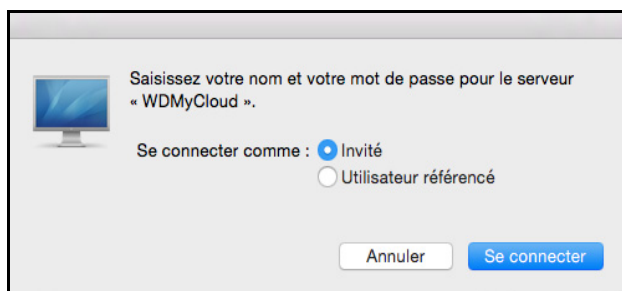 Saisissez votre nom et votre mot de passe pour le serveur
« WDMyCloud ».
Se connecter comme : Invité
Utilisateur référencé
Annuler Se connecter